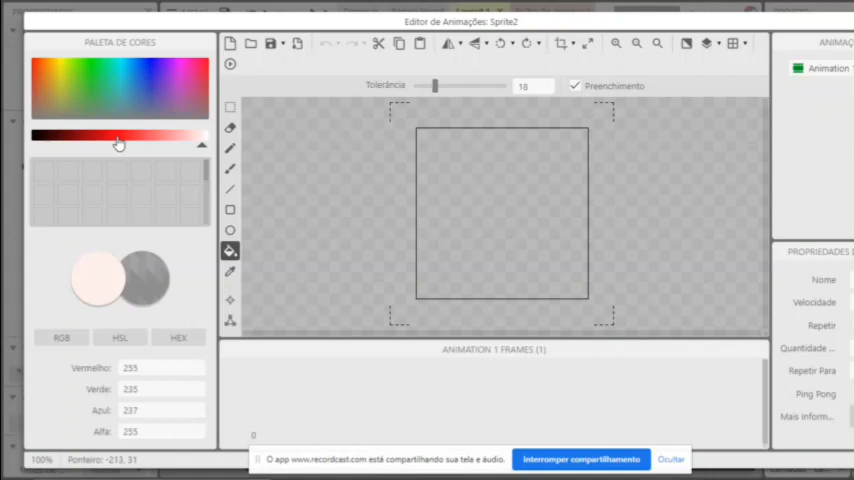 Editor de Animações: Sprite2
PALETA DE CORES
Tolerância
18
Preenchimento
ANIMAÇ
Animation
RGB
HSL
HEX
Vermelho: 255
Verde: 235
Azul: 237
Alfa: 255
ANIMATION 1 FRAMES (1)
0
PROPRIEDADES
Nome
Velocidade
Repetir
Quantidade ...
Repetir Para
Ping Pong
Mais Inform...
100%
Ponteiro: -213, 31
O app www.recordcast.com está compartilhando sua tela e áudio.
Interromper compartilhamento
Ocultar